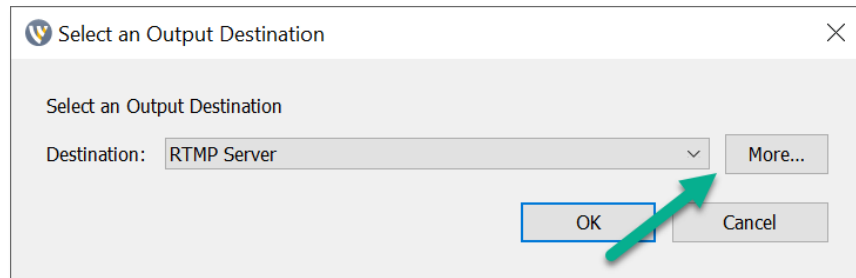 Select an Output Destination
Select an Output Destination
Destination: RTMP Server More...
OK Cancel